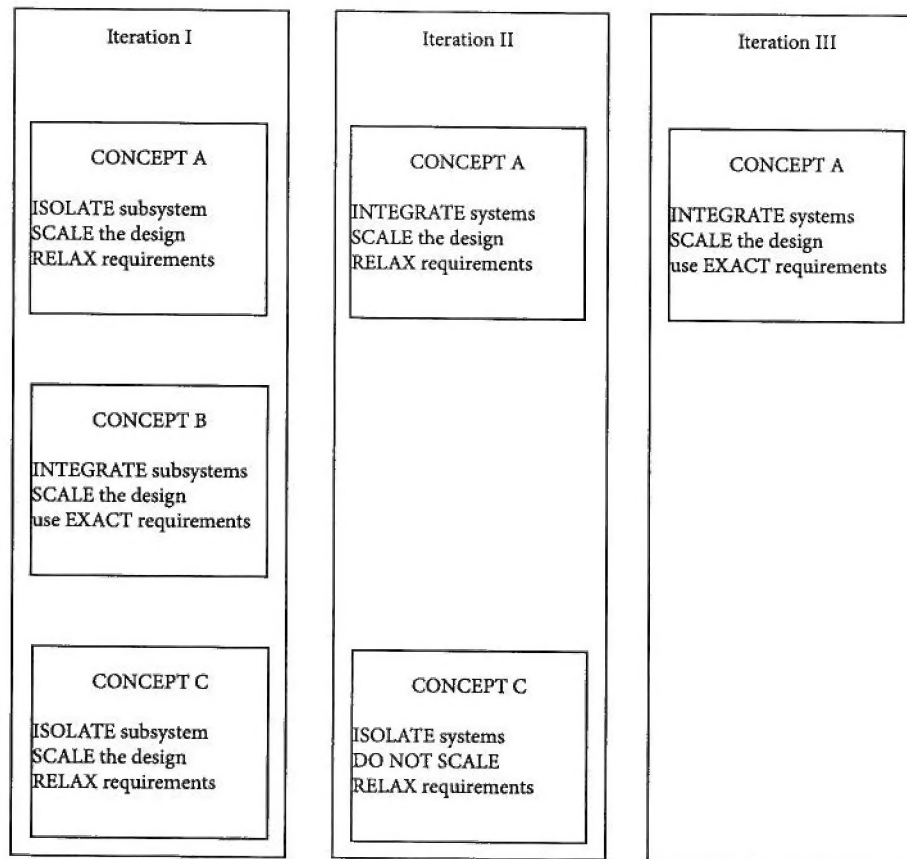 Iteration I
CONCEPT A
ISOLATE subsystem
SCALE the design
RELAX requirements
CONCEPT B
INTEGRATE subsystems
SCALE the design
use EXACT requirements
CONCEPT C
ISOLATE subsystem
SCALE the design
RELAX requirements
Iteration II
CONCEPT A
INTEGRATE systems
SCALE the design
RELAX requirements
CONCEPT C
ISOLATE systems
DO NOT SCALE
RELAX requirements
Iteration III
CONCEPT A
INTEGRATE systems
SCALE the design
use EXACT requirements